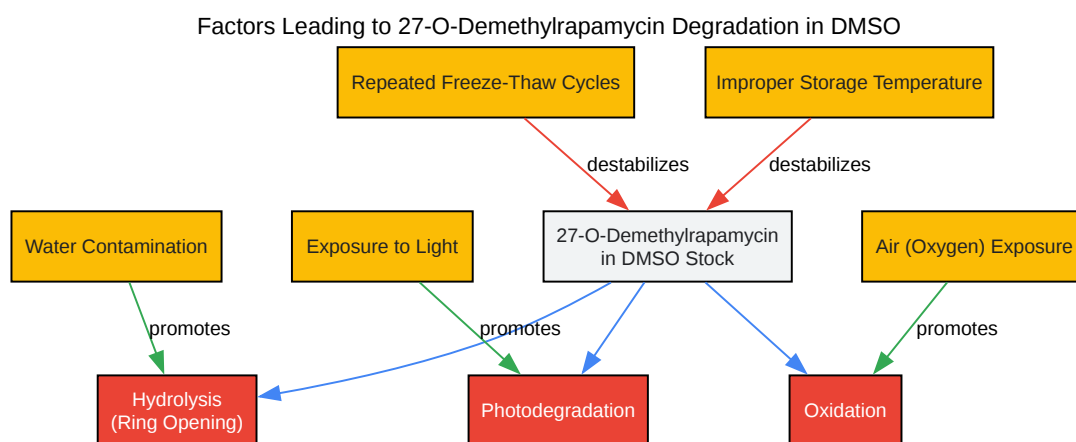 Factors Leading to 27-O-Demethylrapamycin Degradation in DMSO
Repeated Freeze-Thaw Cycles
Improper Storage Temperature
destabilizes
destabilizes
Water Contamination
Exposure to Light
27-O-Demethylrapamycin
in DMSO Stock
Air (Oxygen) Exposure
promotes
promotes
promotes
Hydrolysis
(Ring Opening)
Photodegradation
Oxidation